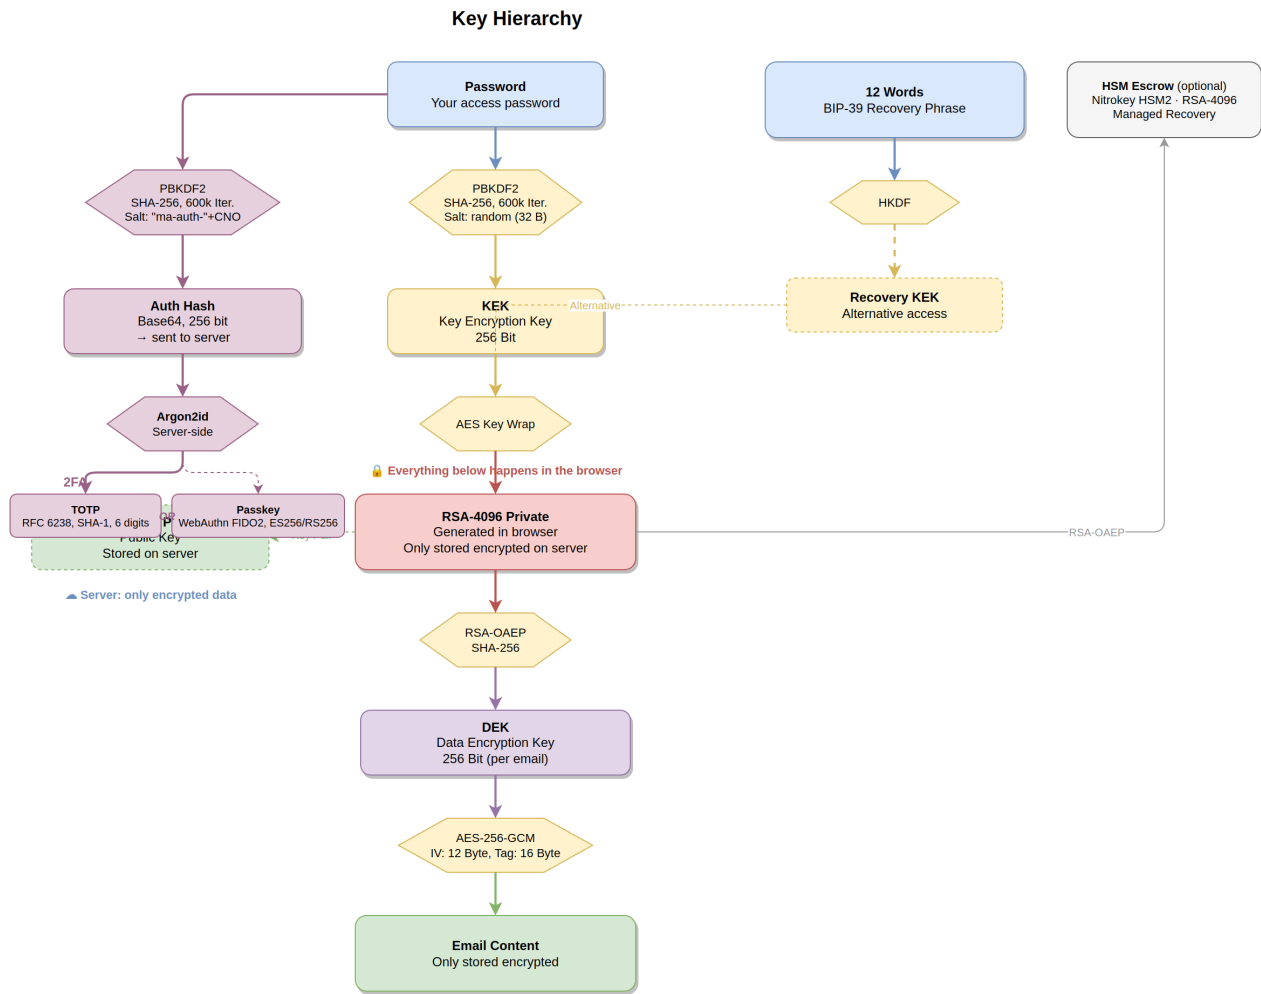 Key Hierarchy
Password
Your access password
12 Words
BIP-39 Recovery Phrase
HSM Escrow (optional)
Nitrokey HSM2 · RSA-4096
Managed Recovery
PBKDF2
SHA-256, 600k Iter.
Salt: "ma-auth-"+CNO
PBKDF2
SHA-256, 600k Iter.
Salt: random (32 B)
HKDF
Auth Hash
Base64, 256 bit
→ sent to server
KEK
Key Encryption Key
256 Bit
Alternative
Recovery KEK
Alternative access
Argon2id
Server-side
AES Key Wrap
🔒 Everything below happens in the browser
2FA
TOTP
RFC 6238, SHA-1, 6 digits
OR
Passkey
WebAuthn FIDO2, ES256/RS256
Public Key
Stored on server
RSA-4096 Private
Generated in browser
Only stored encrypted on server
RSA-OAEP
☁ Server: only encrypted data
RSA-OAEP
SHA-256
DEK
Data Encryption Key
256 Bit (per email)
AES-256-GCM
IV: 12 Byte, Tag: 16 Byte
Email Content
Only stored encrypted